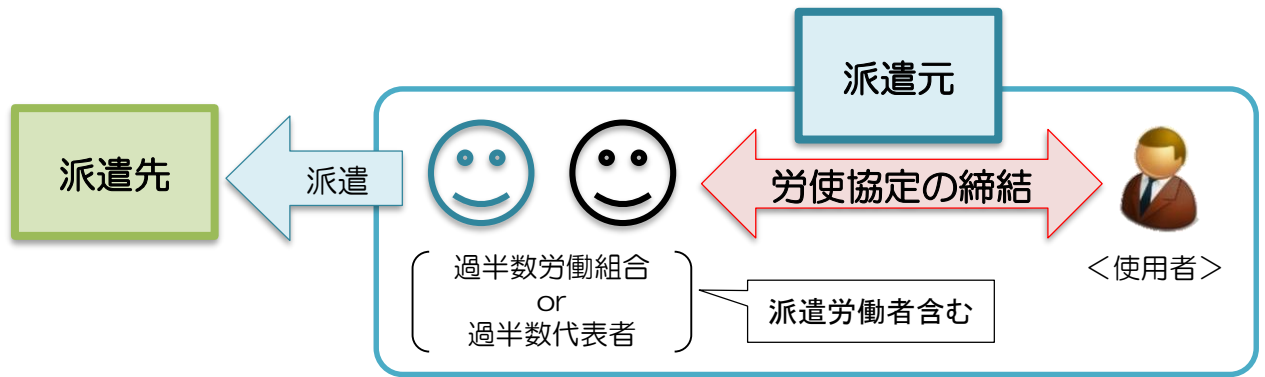 派遣元
派遣先
派遣
労使協定の締結
過半数労働組合
or
過半数代表者
派遣労働者含む
＜使用者＞